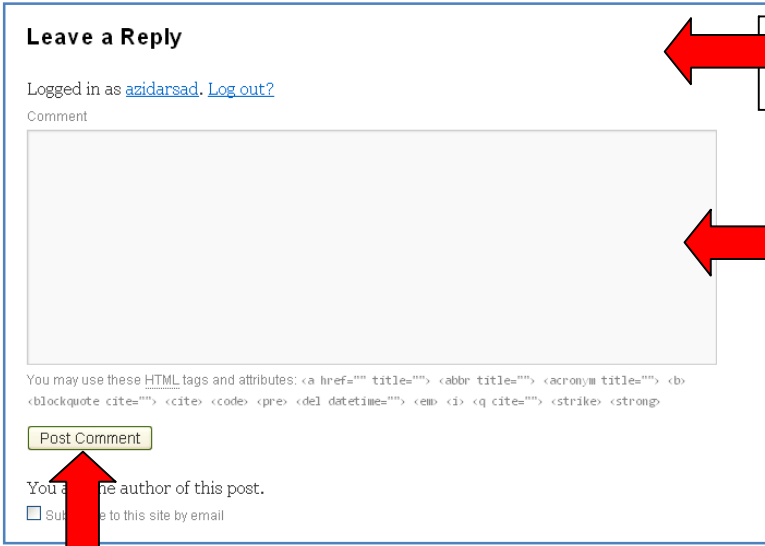 Leave a Reply
Logged in as azidarsad. Log out?
Comment
You may use these HTML tags and attributes: <a href="" title=""> <abbr title=""> <acronym title=""> <b>
<blockquote cite=""> <cite> <code> <pre> <del datetime=""> <em> <i> <q cite=""> <strike> <strong>
Post Comment
You author of this post.
to this site by email